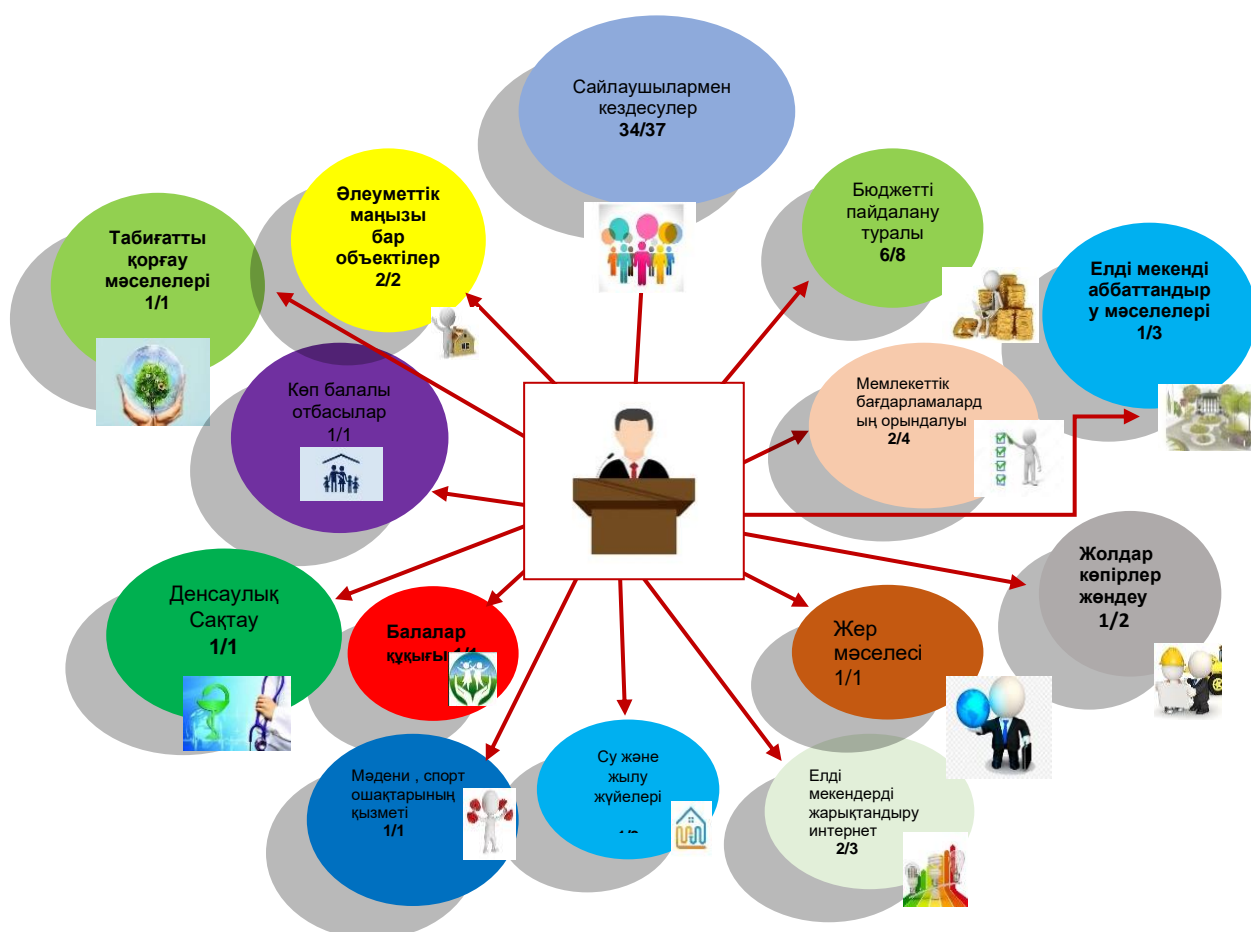 Сайлаушылармен
кездесулер
34/37
Әлеуметтік
маңызы
бар
объектілер
2/2
Бюджетті
пайдалану
туралы
6/8
Табиғатты
қорғау
мәселелері
1/1
Елді мекенді
аббаттандыр
у мәселелері
1/3
Көп балалы
отбасылар
1/1
Мемлекеттік
бағдарламалард
ың орындалуы
2/4
Жолдар
көпірлер
жөндеу
1/2
Денсаулық
Сақтау
1/1
Балалар
құқығы 1/1
Жер
мәселесі
1/1
Мәдени , спорт
ошақтарының
қызметі
1/1
Су және
жылу
жүйелері
Елді
мекендерді
жарықтандыру
интернет
2/3